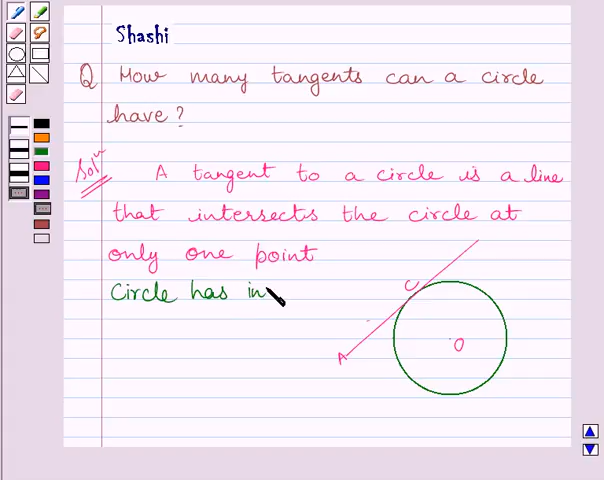 Shashi
Q How many tangents can a circle
have?
Solⁿ A tangent to a circle is a line
that intersects the circle at
only one point
Circle has in
C
O
A